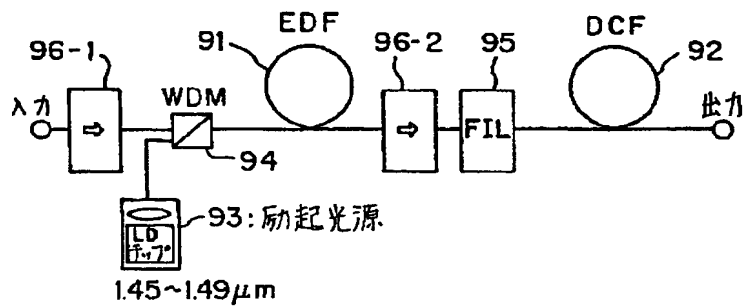 EDF
91
96-2
95
DCF
92
96-1
入力
⇨
WDM
94
⇨
FIL
出力
LD
チップ
93:励起光源
1.45~1.49μm